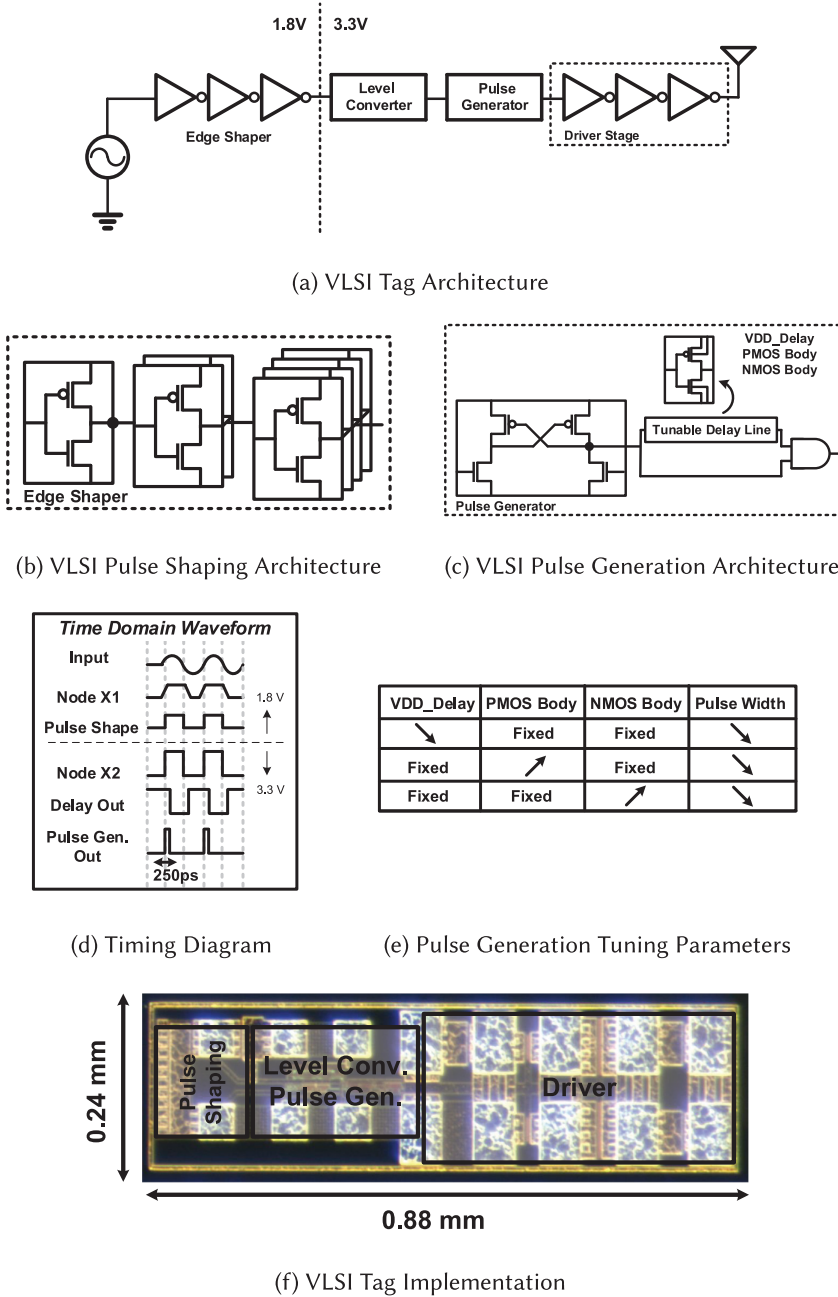 1.8V
3.3V
Level
Converter
Pulse
Generator
Edge Shaper
Driver Stage
(a) VLSI Tag Architecture
Edge Shaper
(b) VLSI Pulse Shaping Architecture
VDD_Delay
PMOS Body
NMOS Body
Tunable Delay Line
Pulse Generator
(c) VLSI Pulse Generation Architecture
Time Domain Waveform
Input
Node X1
1.8 V
Pulse Shape
Node X2
3.3 V
Delay Out
Pulse Gen.
Out
250ps
(d) Timing Diagram
VDD_Delay PMOS Body NMOS Body Pulse Width
↘ Fixed Fixed ↘
Fixed ↗ Fixed ↘
Fixed Fixed ↗ ↘
(e) Pulse Generation Tuning Parameters
0.24 mm
Pulse
Shaping
Level Conv.
Pulse Gen.
Driver
0.88 mm
(f) VLSI Tag Implementation